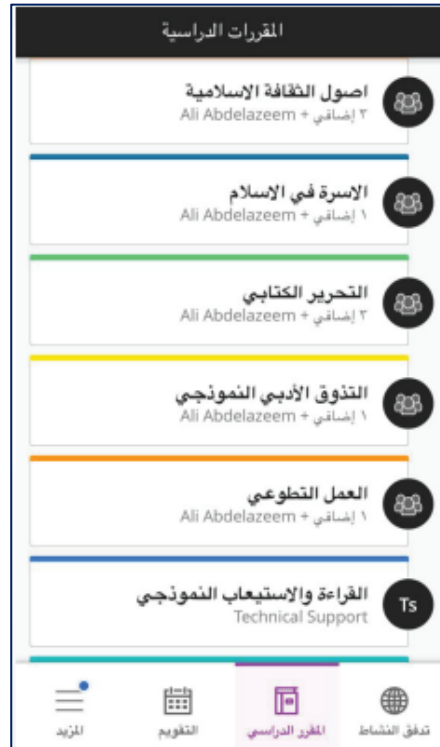 المقررات الدراسية
اصول الثقافة الاسلامية
Ali Abdelazeem + ٣ إضافي
الاسرة في الاسلام
Ali Abdelazeem + ١ إضافي
التحرير الكتابي
Ali Abdelazeem + ٣ إضافي
التذوق الأدبي النموذجي
Ali Abdelazeem + ١ إضافي
العمل التطوعي
Ali Abdelazeem + ١ إضافي
القراءة والاستيعاب النموذجي
Technical Support
Ts
تدفق النشاط
المقرر الدراسي
التقويم
المزيد